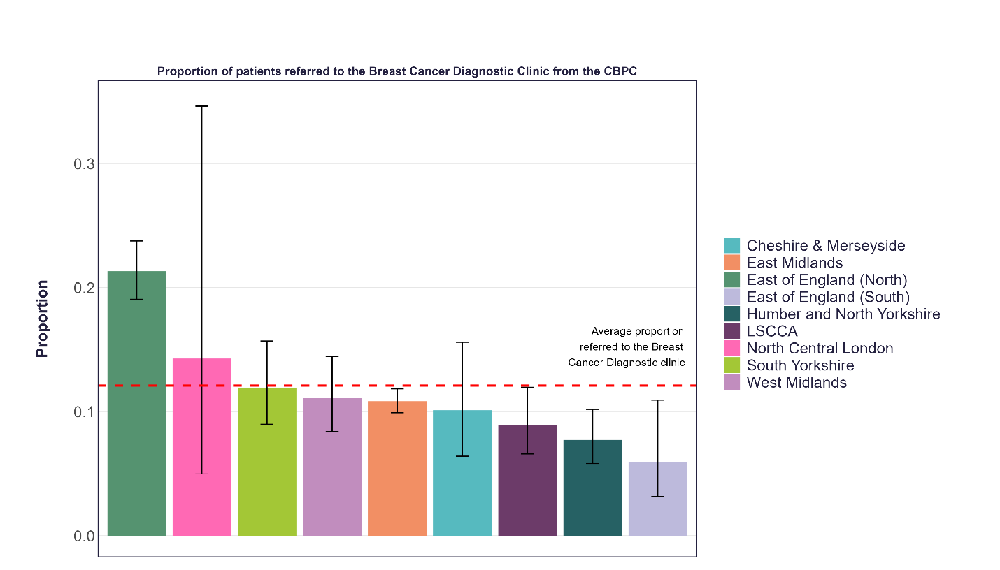 Proportion of patients referred to the Breast Cancer Diagnostic Clinic from the CBPC
Proportion
0.3
0.2
0.1
0.0
Average proportion
referred to the Breast
Cancer Diagnostic clinic
Cheshire & Merseyside
East Midlands
East of England (North)
East of England (South)
Humber and North Yorkshire
LSCCA
North Central London
South Yorkshire
West Midlands